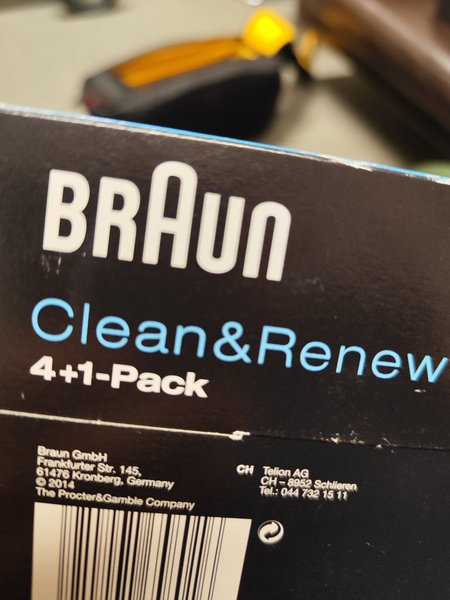 BRAUN
Clean&Renew
4+1-Pack
Braun GmbH
Frankfurter Str. 145,
61476 Kronberg, Germany
© 2014
The Procter&Gamble Company
CH Telion AG
CH – 8952 Schlieren
Tel.: 044 732 15 11